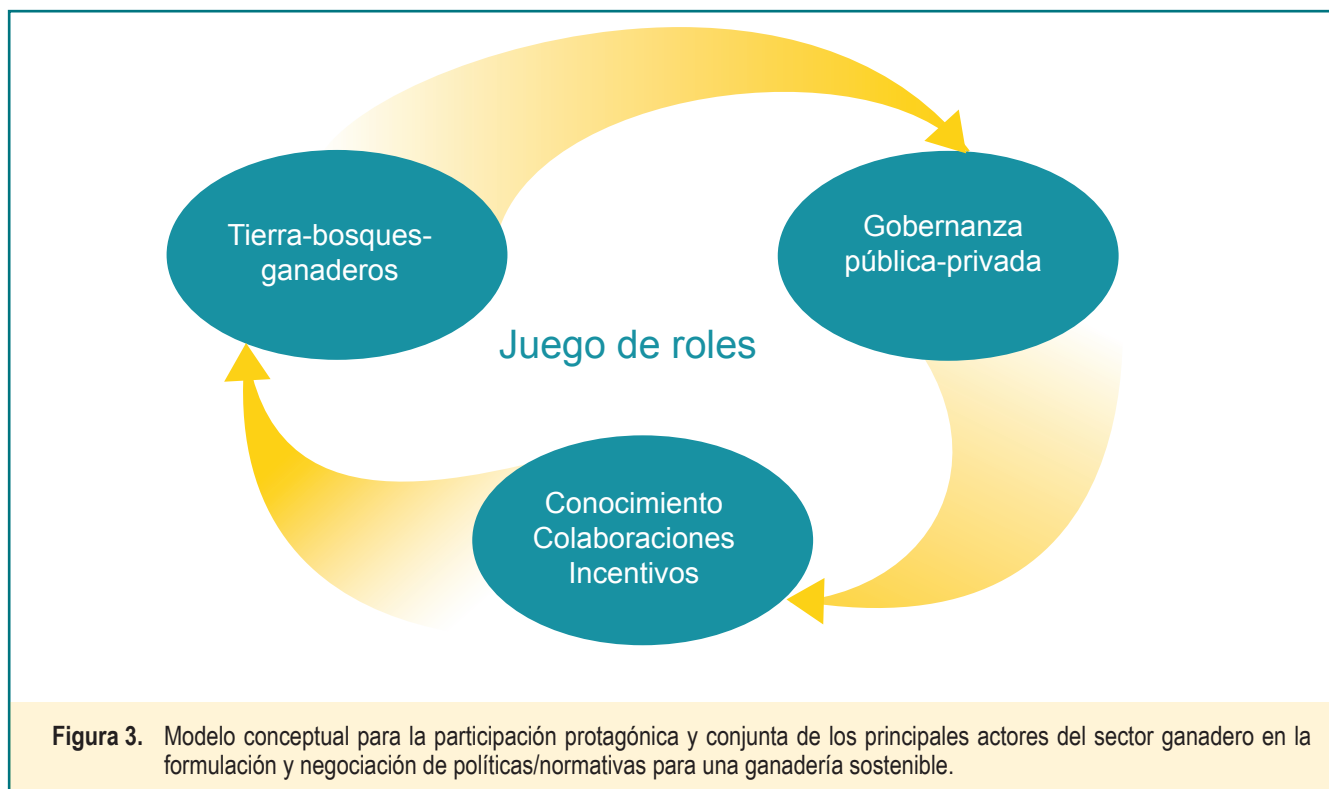 Tierra-bosques-
ganaderos
Gobernanza
pública-privada
Juego de roles
Conocimiento
Colaboraciones
Incentivos
Figura 3. Modelo conceptual para la participación protagónica y conjunta de los principales actores del sector ganadero en la
formulación y negociación de políticas/normativas para una ganadería sostenible.